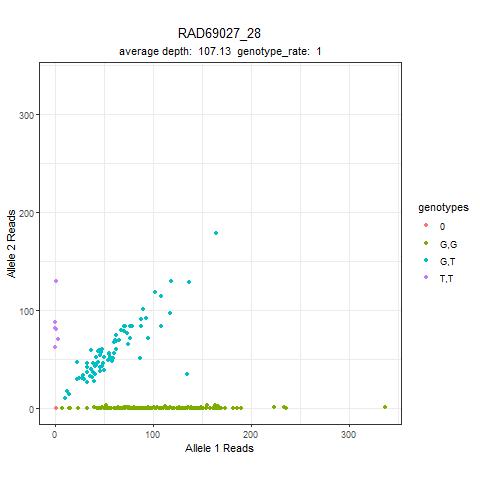 RAD69027_28
average depth: 107.13 genotype_rate: 1
Allele 2 Reads
300
200
100
0
0 100 200 300
Allele 1 Reads
genotypes
0
G,G
G,T
T,T